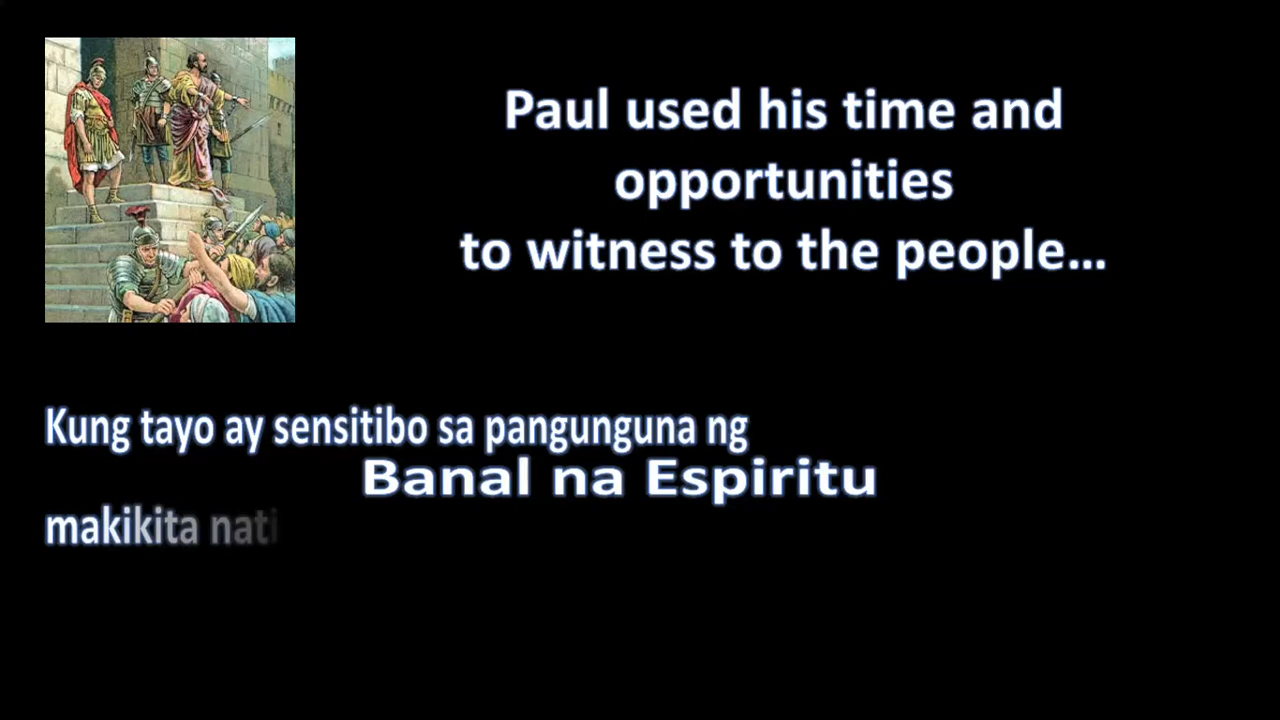 Paul used his time and
opportunities
to witness to the people...
Kung tayo ay sensitibo sa pangunguna ng
Banal na Espiritu
makikita nati